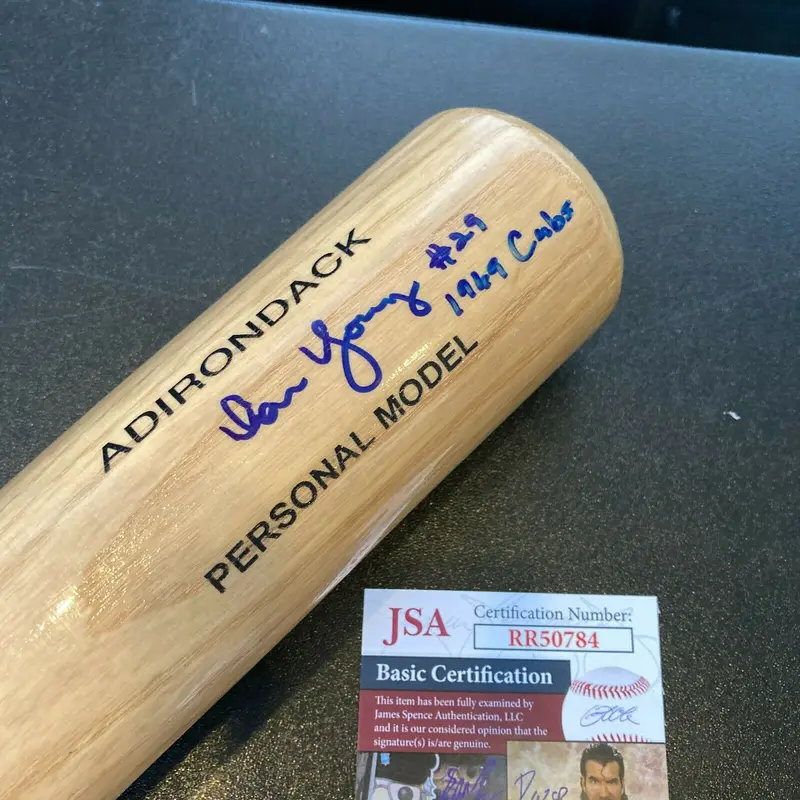 ADIRONDACK
Don Young #29
1969 Cubs
PERSONAL MODEL
JSA
Certification Number:
RR50784
Basic Certification
This item has been fully examined by
James Spence Authentication, LLC
and it is our considered opinion that the
signature(s) is/are genuine.